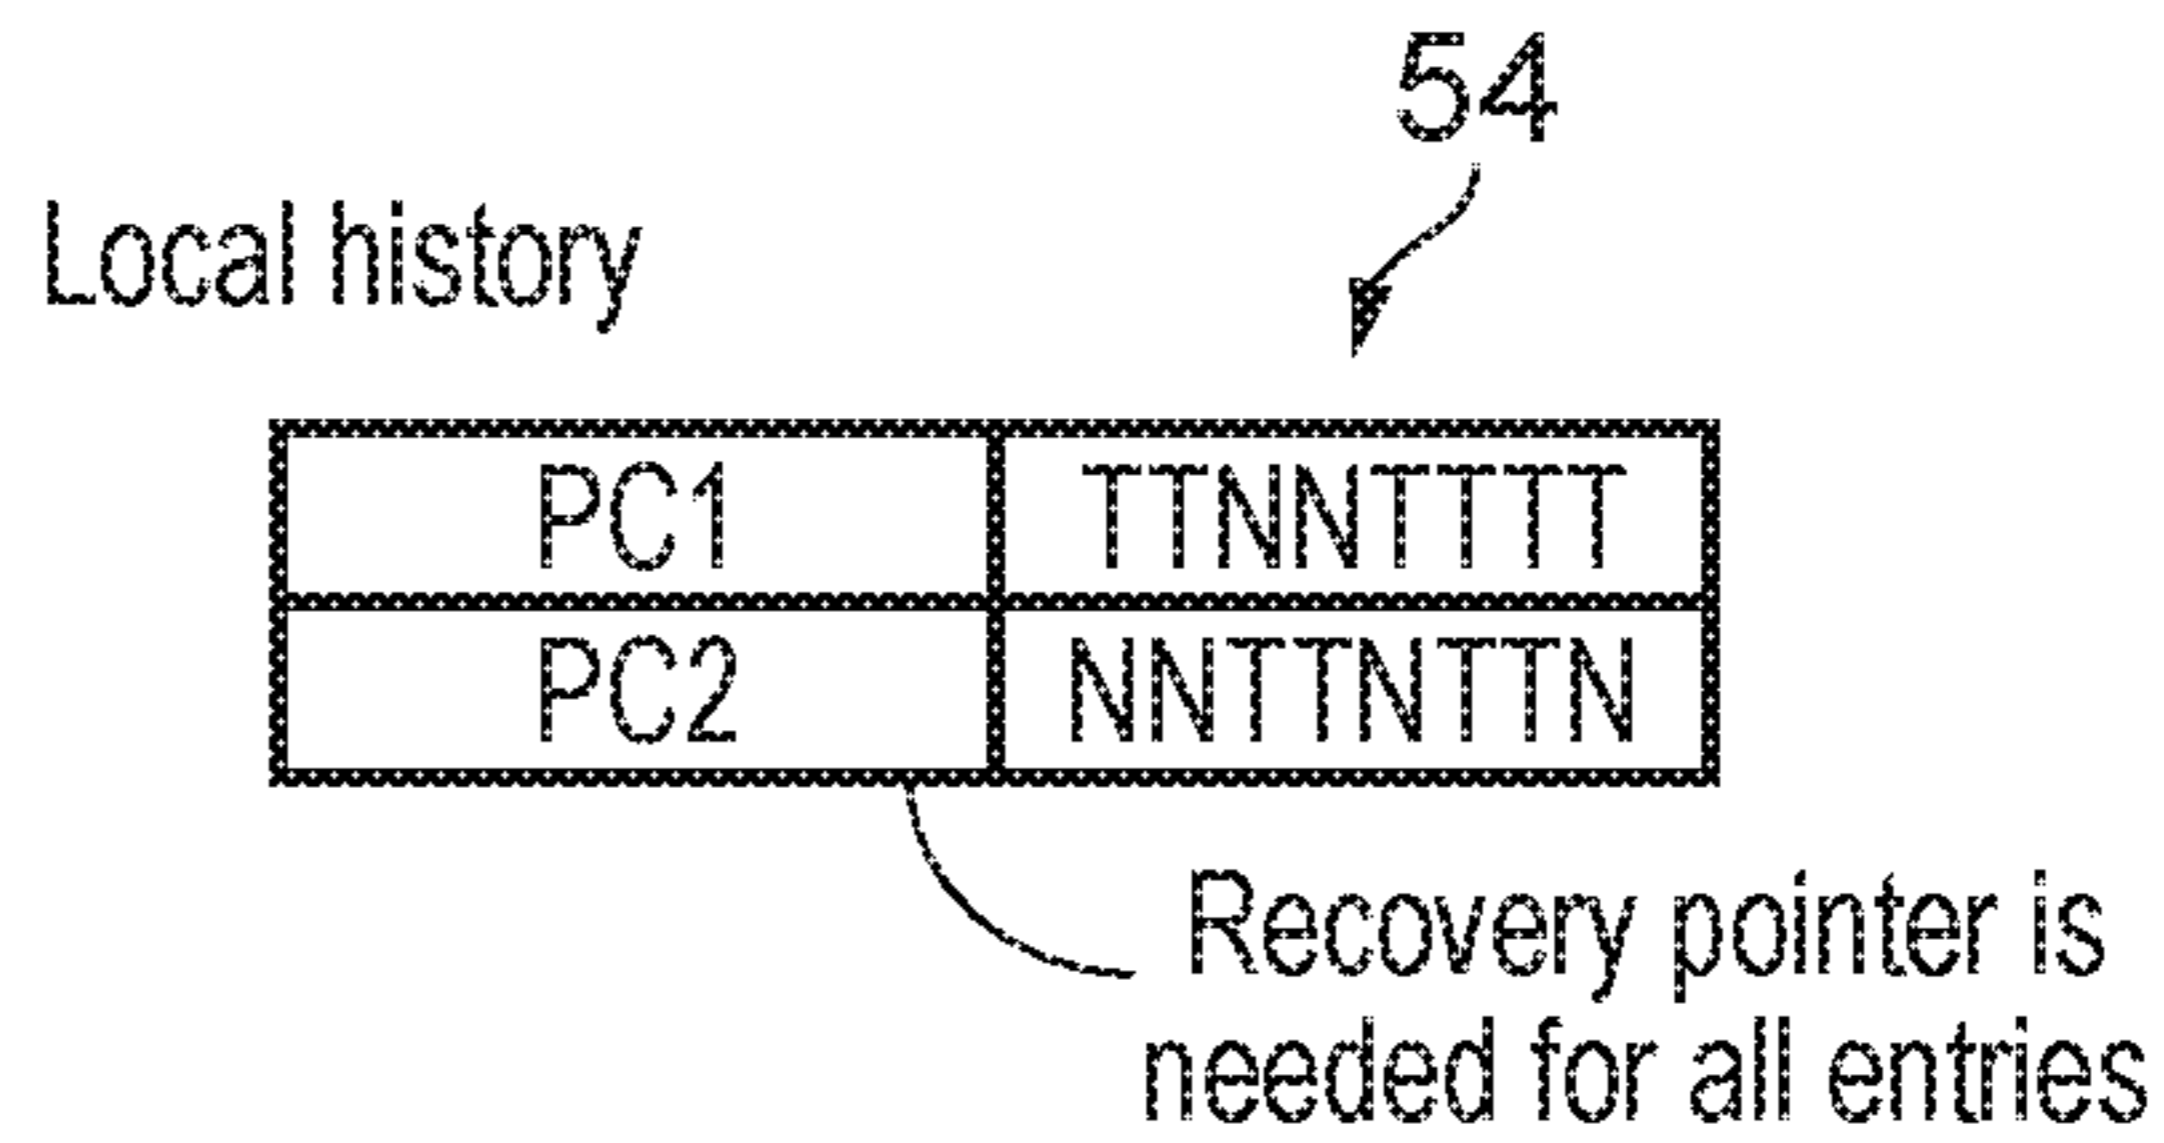 54
Local history
PC1 TTNNTTTT
PC2 NNTTNTTN
Recovery pointer is
needed for all entries